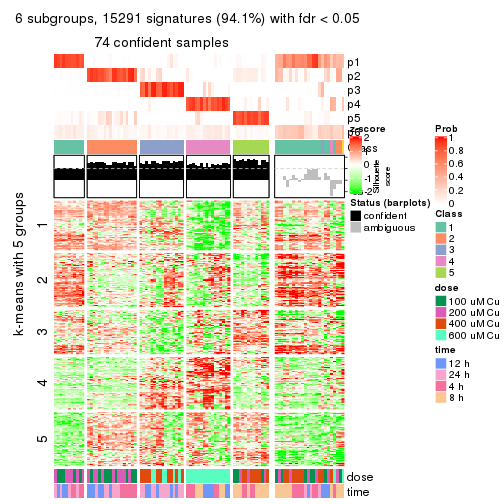 6 subgroups, 15291 signatures (94.1%) with fdr < 0.05
74 confident samples
p1
p2
p3
p4
p5
p6
z-score
2
1
0
-1
-2
Silhouette
score
k-means with 5 groups
1
2
3
4
5
Status (barplots)
confident
ambiguous
Prob
1
0.8
0.6
0.4
0.2
0
Class
1
2
3
4
5
dose
100 uM Cu
200 uM Cu
400 uM Cu
600 uM Cu
time
12 h
24 h
4 h
8 h
dose
time